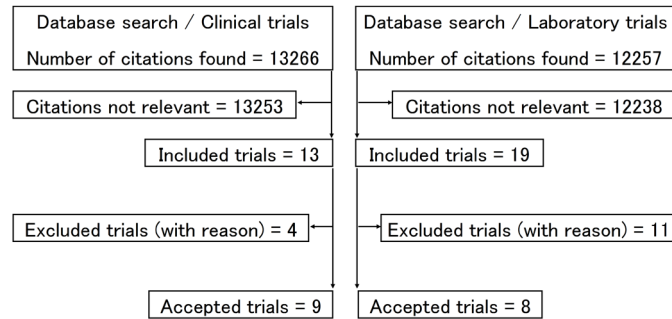 Database search / Clinical trials
Number of citations found = 13266
Database search / Laboratory trials
Number of citations found = 12257
Citations not relevant = 13253
Citations not relevant = 12238
Included trials = 13
Included trials = 19
Excluded trials (with reason) = 4
Excluded trials (with reason) = 11
Accepted trials = 9
Accepted trials = 8